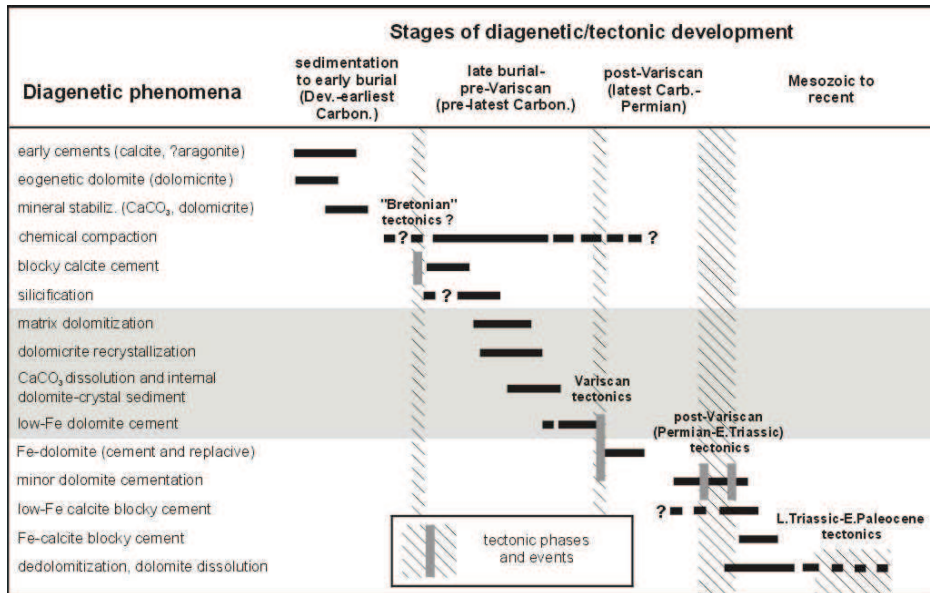 Stages of diagenetic/tectonic development
Diagenetic phenomena
sedimentation
to early burial
(Dev.-earliest
Carbon.)
late burial-
pre-Variscan
(pre-latest Carbon.)
post-Variscan
(latest Carb.-
Permian)
Mesozoic to
recent
early cements (calcite, ?aragonite)
eogenetic dolomite (dolomicrite)
mineral stabiliz. (CaCO₃, dolomicrite)
"Bretonian"
tectonics ?
chemical compaction
? ?
blocky calcite cement
silicification
?
matrix dolomitization
dolomicrite recrystallization
CaCO₃ dissolution and internal
dolomite-crystal sediment
Variscan
tectonics
low-Fe dolomite cement
post-Variscan
(Permian-E.Triassic)
tectonics
Fe-dolomite (cement and replacive)
minor dolomite cementation
low-Fe calcite blocky cement
?
L.Triassic-E.Paleocene
tectonics
Fe-calcite blocky cement
dedolomitization, dolomite dissolution
tectonic phases
and events